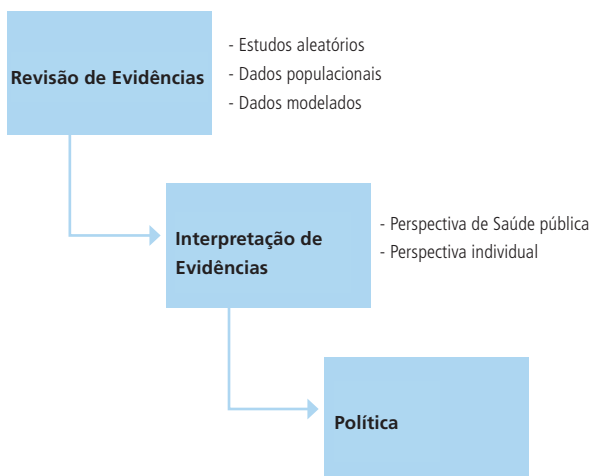 Revisão de Evidências
- Estudos aleatórios
- Dados populacionais
- Dados modelados
Interpretação de
Evidências
- Perspectiva de Saúde pública
- Perspectiva individual
Política